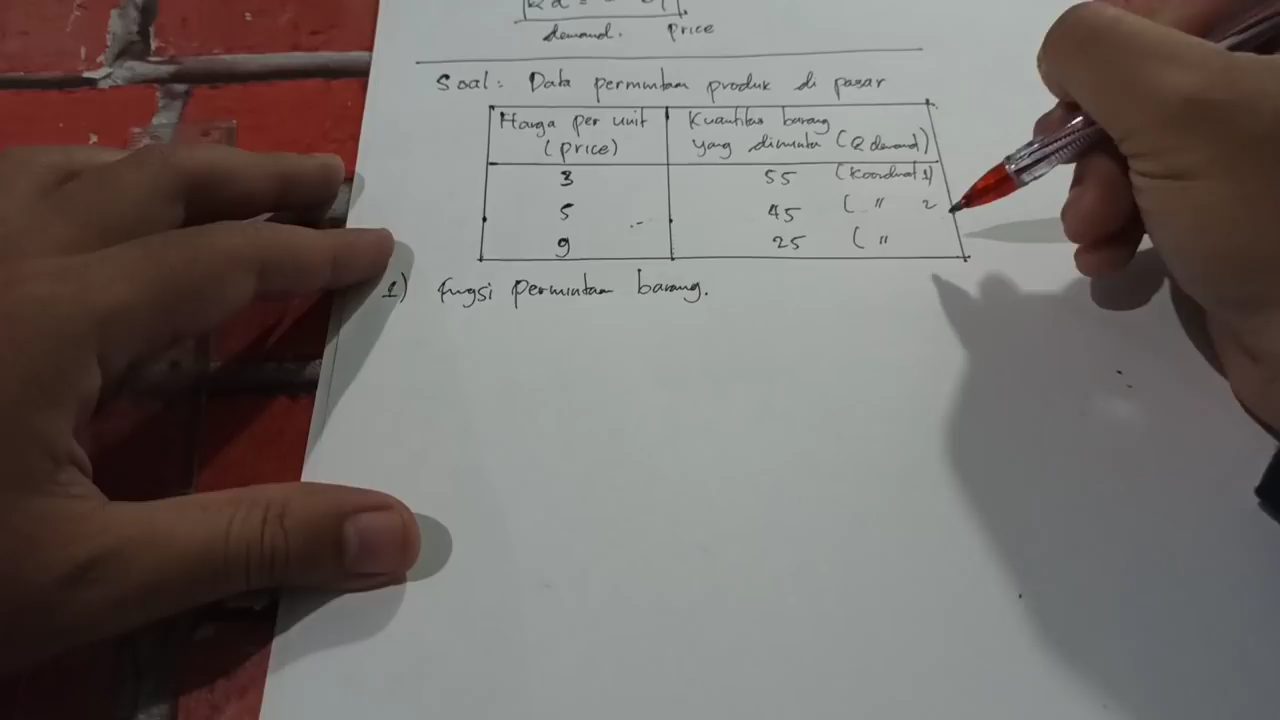 demand. Price
Soal: Data permintaan produk di pasar
Harga per unit
(price)
Kuantitas barang
yang diminta (Q demand)
3 55 (Koordinat 1)
5 45 ( " 2
9 25 ( "
1) fungsi permintaan barang.